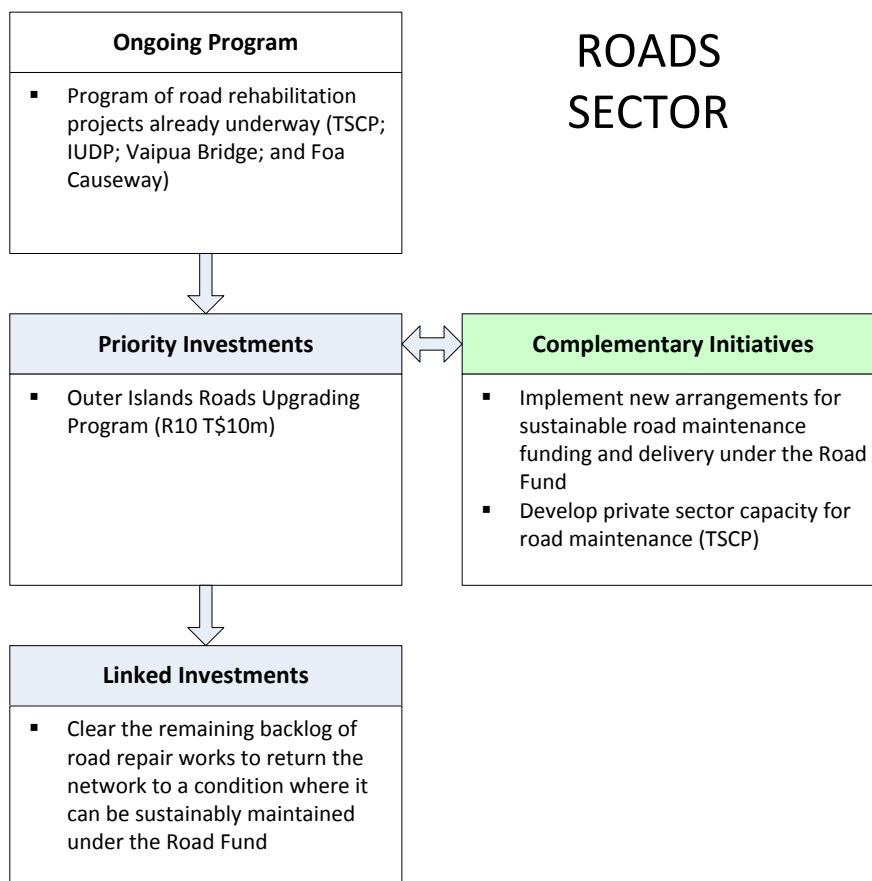 ROADS
SECTOR
Ongoing Program
▪ Program of road rehabilitation
projects already underway (TSCP;
IUDP; Vaipua Bridge; and Foa
Causeway)
Priority Investments
▪ Outer Islands Roads Upgrading
Program (R10 T$10m)
Complementary Initiatives
▪ Implement new arrangements for
sustainable road maintenance
funding and delivery under the Road
Fund
▪ Develop private sector capacity for
road maintenance (TSCP)
Linked Investments
▪ Clear the remaining backlog of
road repair works to return the
network to a condition where it
can be sustainably maintained
under the Road Fund